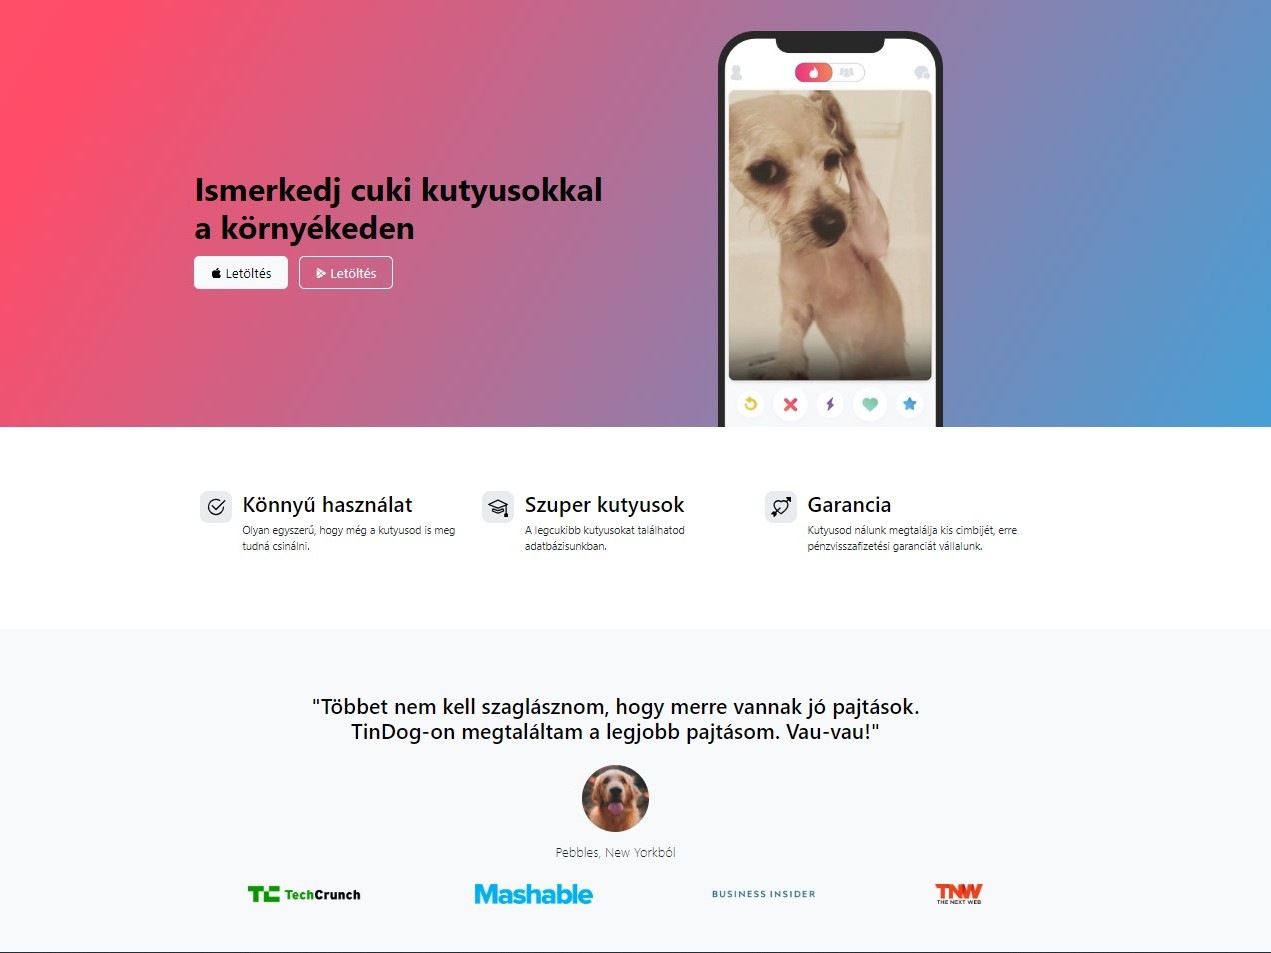 Ismerkedj cuki kutyusokkal
a környékeden
Letöltés
Letöltés
Könnyű használat
Olyan egyszerű, hogy még a kutyusod is meg
tudná csinálni.
Szuper kutyusok
A legcukibb kutyusokat találhatod
adatbázisunkban.
Garancia
Kutyusod nálunk megtalálja kis cimbijét, erre
pénzvisszafizetési garanciát vállalunk.
"Többet nem kell szaglásznom, hogy merre vannak jó pajtások.
TinDog-on megtaláltam a legjobb pajtásom. Vau-vau!"
Pebbles, New Yorkból
TC TechCrunch
Mashable
BUSINESS INSIDER
TNW
THE NEXT WEB